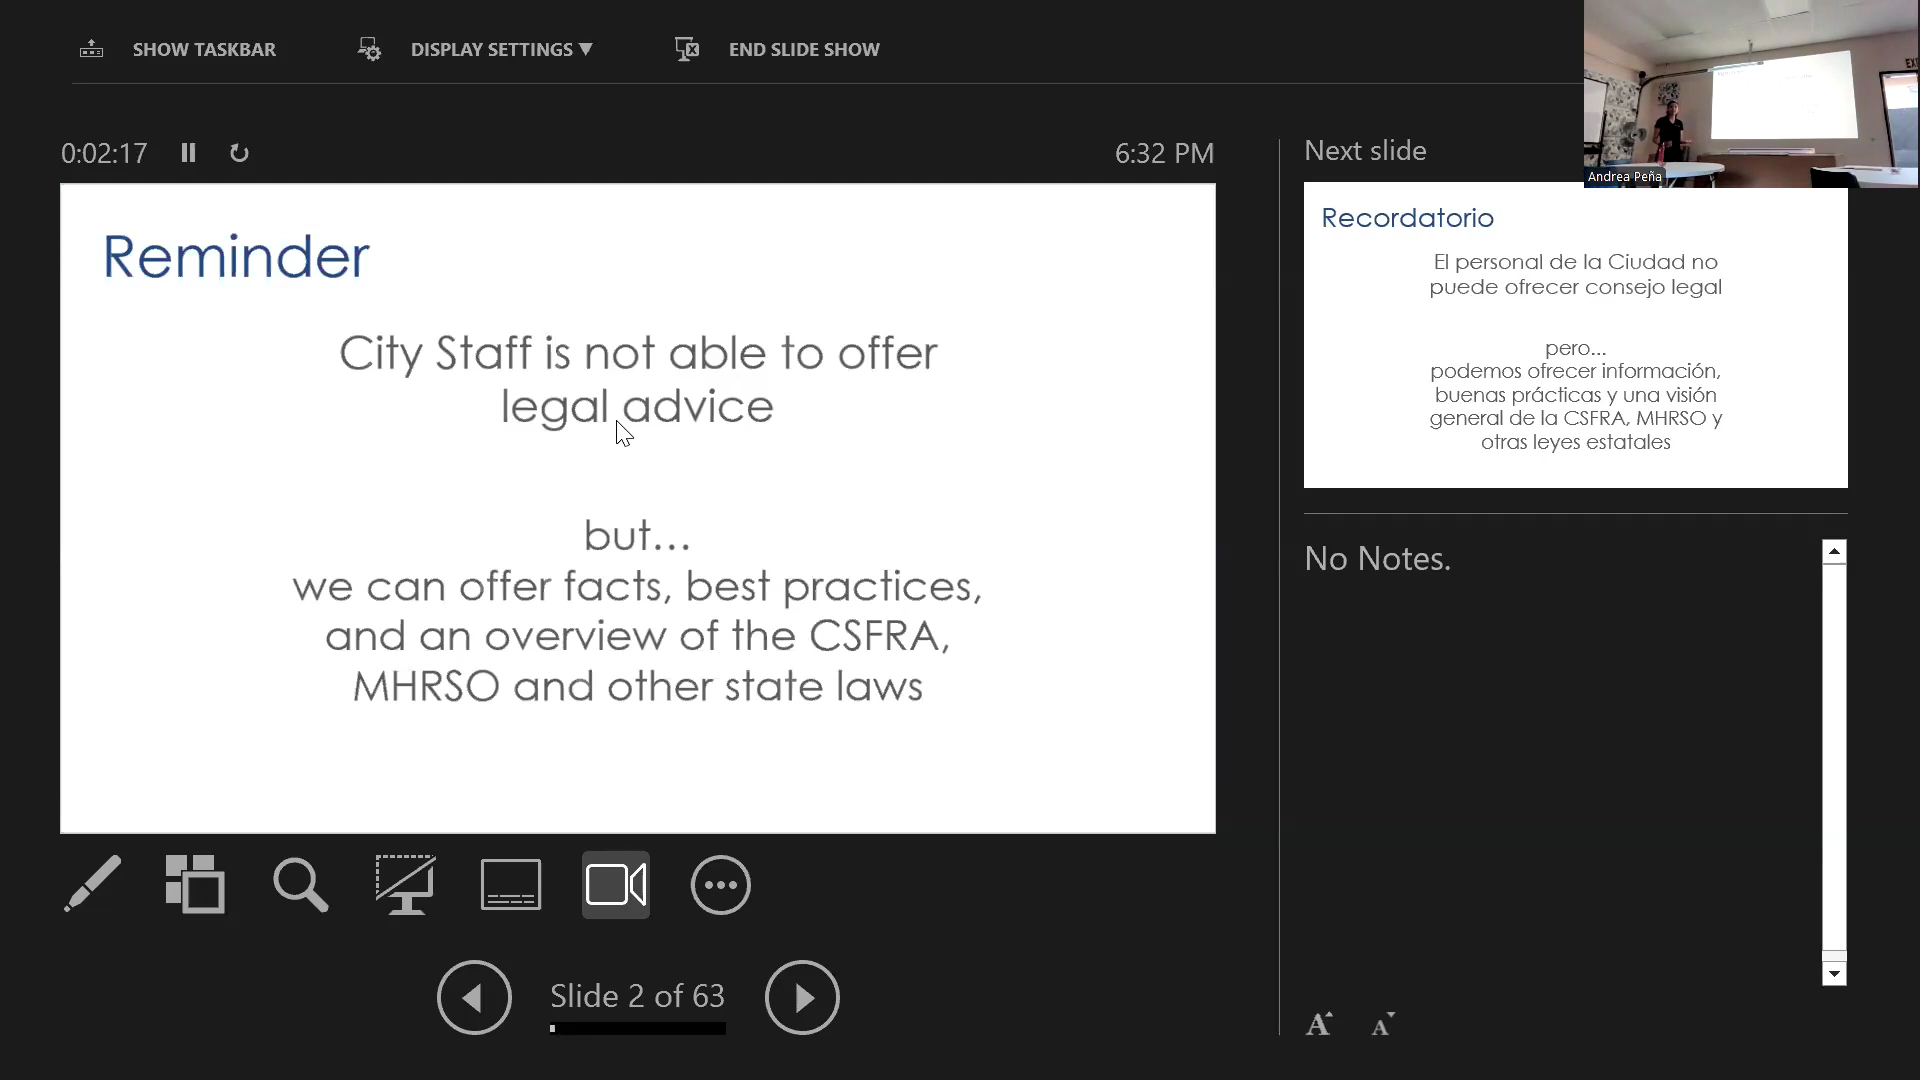 SHOW TASKBAR
DISPLAY SETTINGS ▼
END SLIDE SHOW
0:02:17
6:32 PM
Reminder
City Staff is not able to offer
legal advice
but...
we can offer facts, best practices,
and an overview of the CSFRA,
MHRSO and other state laws
Slide 2 of 63
Andrea Peña
Next slide
Recordatorio
El personal de la Ciudad no
puede ofrecer consejo legal
pero...
podemos ofrecer información,
buenas prácticas y una visión
general de la CSFRA, MHRSO y
otras leyes estatales
No Notes.
A A